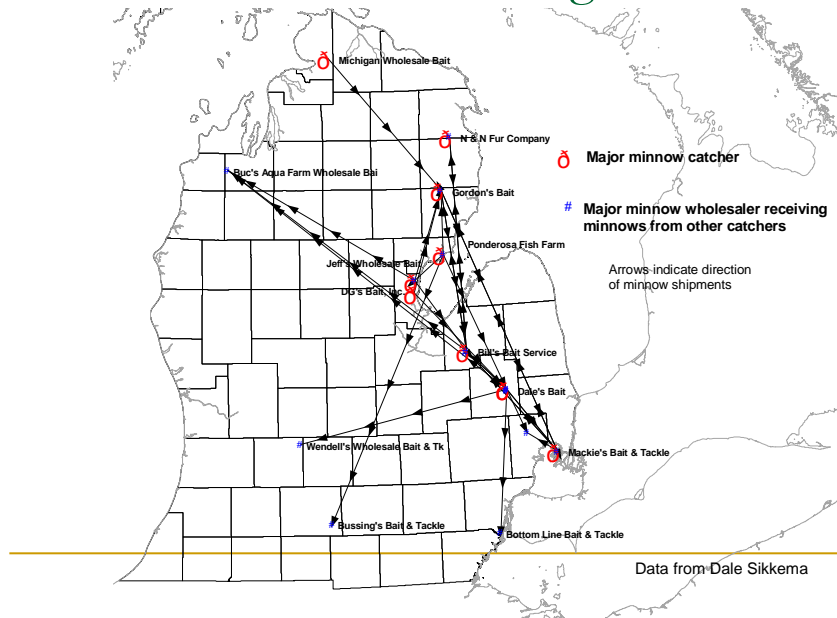 Michigan Wholesale Bait
N & N Fur Company
ð Major minnow catcher
Buc's Aqua Farm Wholesale Bai
Gordon's Bait
# Major minnow wholesaler receiving
minnows from other catchers
Ponderosa Fish Farm
Jeff's Wholesale Bait
Arrows indicate direction
of minnow shipments
DG's Bait, Inc.
Bill's Bait Service
Dale's Bait
Wendell's Wholesale Bait & Tk
Mackie's Bait & Tackle
Bussing's Bait & Tackle
Bottom Line Bait & Tackle
Data from Dale Sikkema